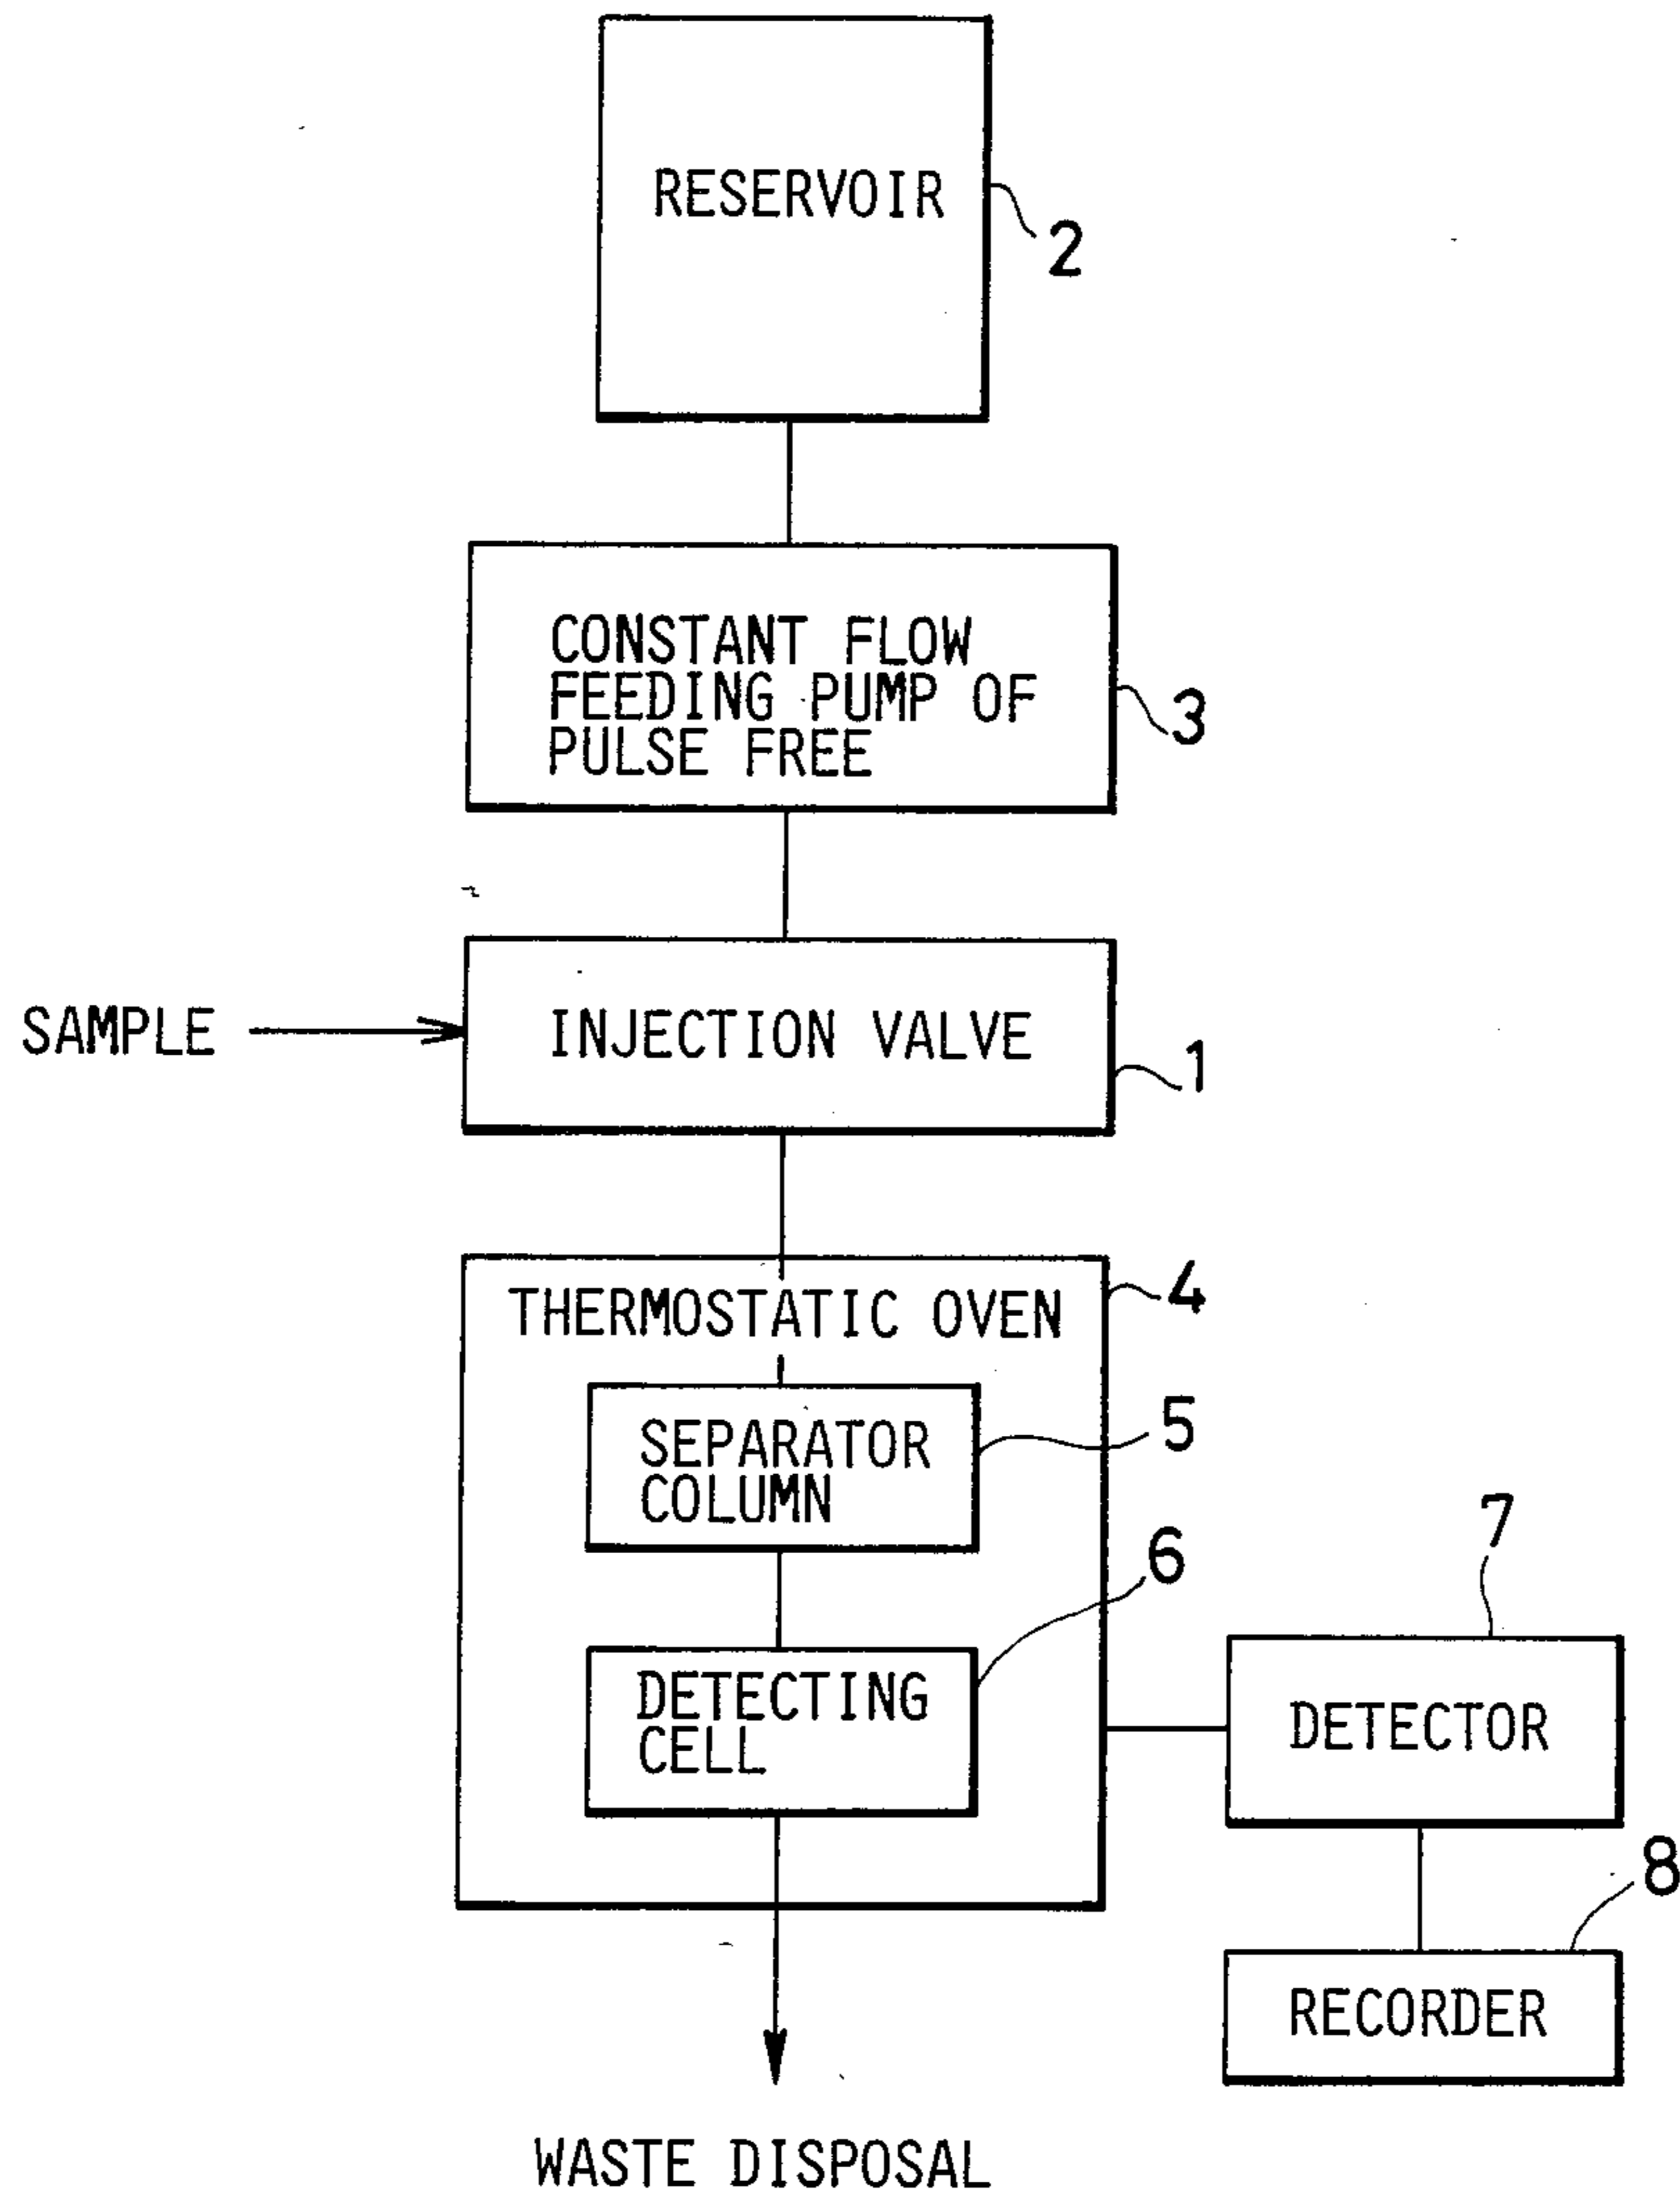 RESERVOIR
2
CONSTANT FLOW
FEEDING PUMP OF
PULSE FREE
3
SAMPLE
INJECTION VALVE
1
THERMOSTATIC OVEN
4
SEPARATOR
COLUMN
5
6
DETECTING
CELL
7
DETECTOR
8
RECORDER
WASTE DISPOSAL